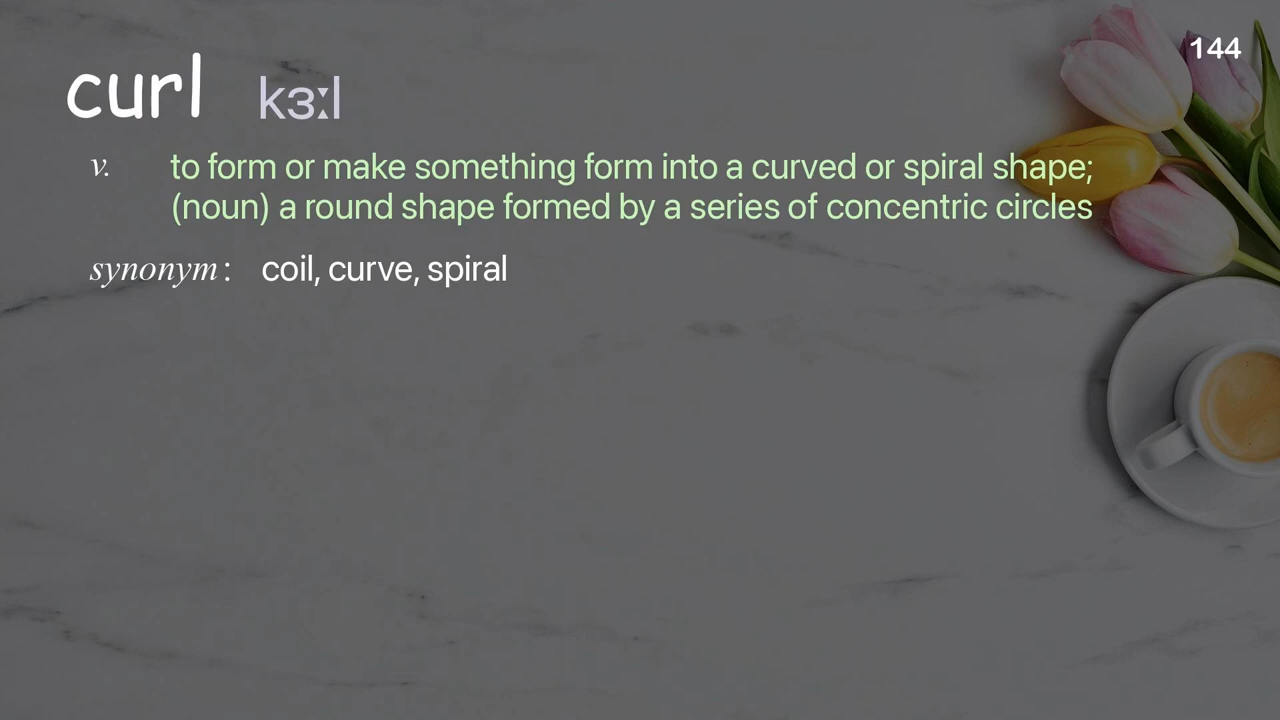 144
curl kɜːl
v. to form or make something form into a curved or spiral shape;
(noun) a round shape formed by a series of concentric circles
synonym : coil, curve, spiral